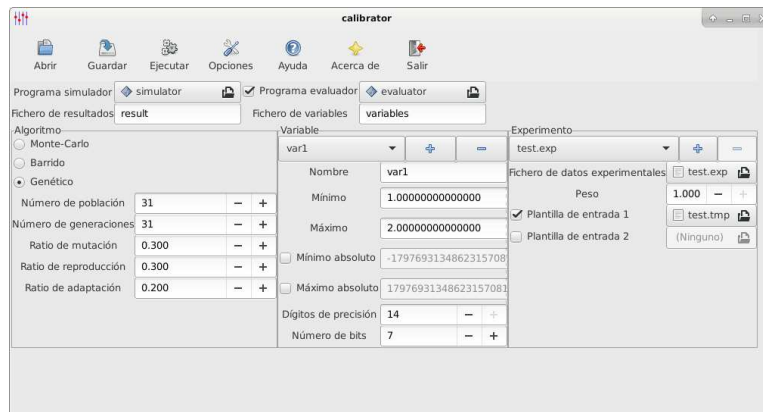 calibrator
Abrir Guardar Ejecutar Opciones Ayuda Acerca de Salir
Programa simulador simulator Programa evaluador evaluator
Fichero de resultados result Fichero de variables variables
Algoritmo
Monte-Carlo
Barrido
Genético
Número de población 31
Número de generaciones 31
Ratio de mutación 0.300
Ratio de reproducción 0.300
Ratio de adaptación 0.200
Variable
var1
Nombre var1
Mínimo 1.00000000000000
Máximo 2.00000000000000
Mínimo absoluto -1797693134862315708
Máximo absoluto 17976931348623157081
Dígitos de precisión 14
Número de bits 7
Experimento
test.exp
Fichero de datos experimentales test.exp
Peso 1.000
Plantilla de entrada 1 test.tmp
Plantilla de entrada 2 (Ninguno)